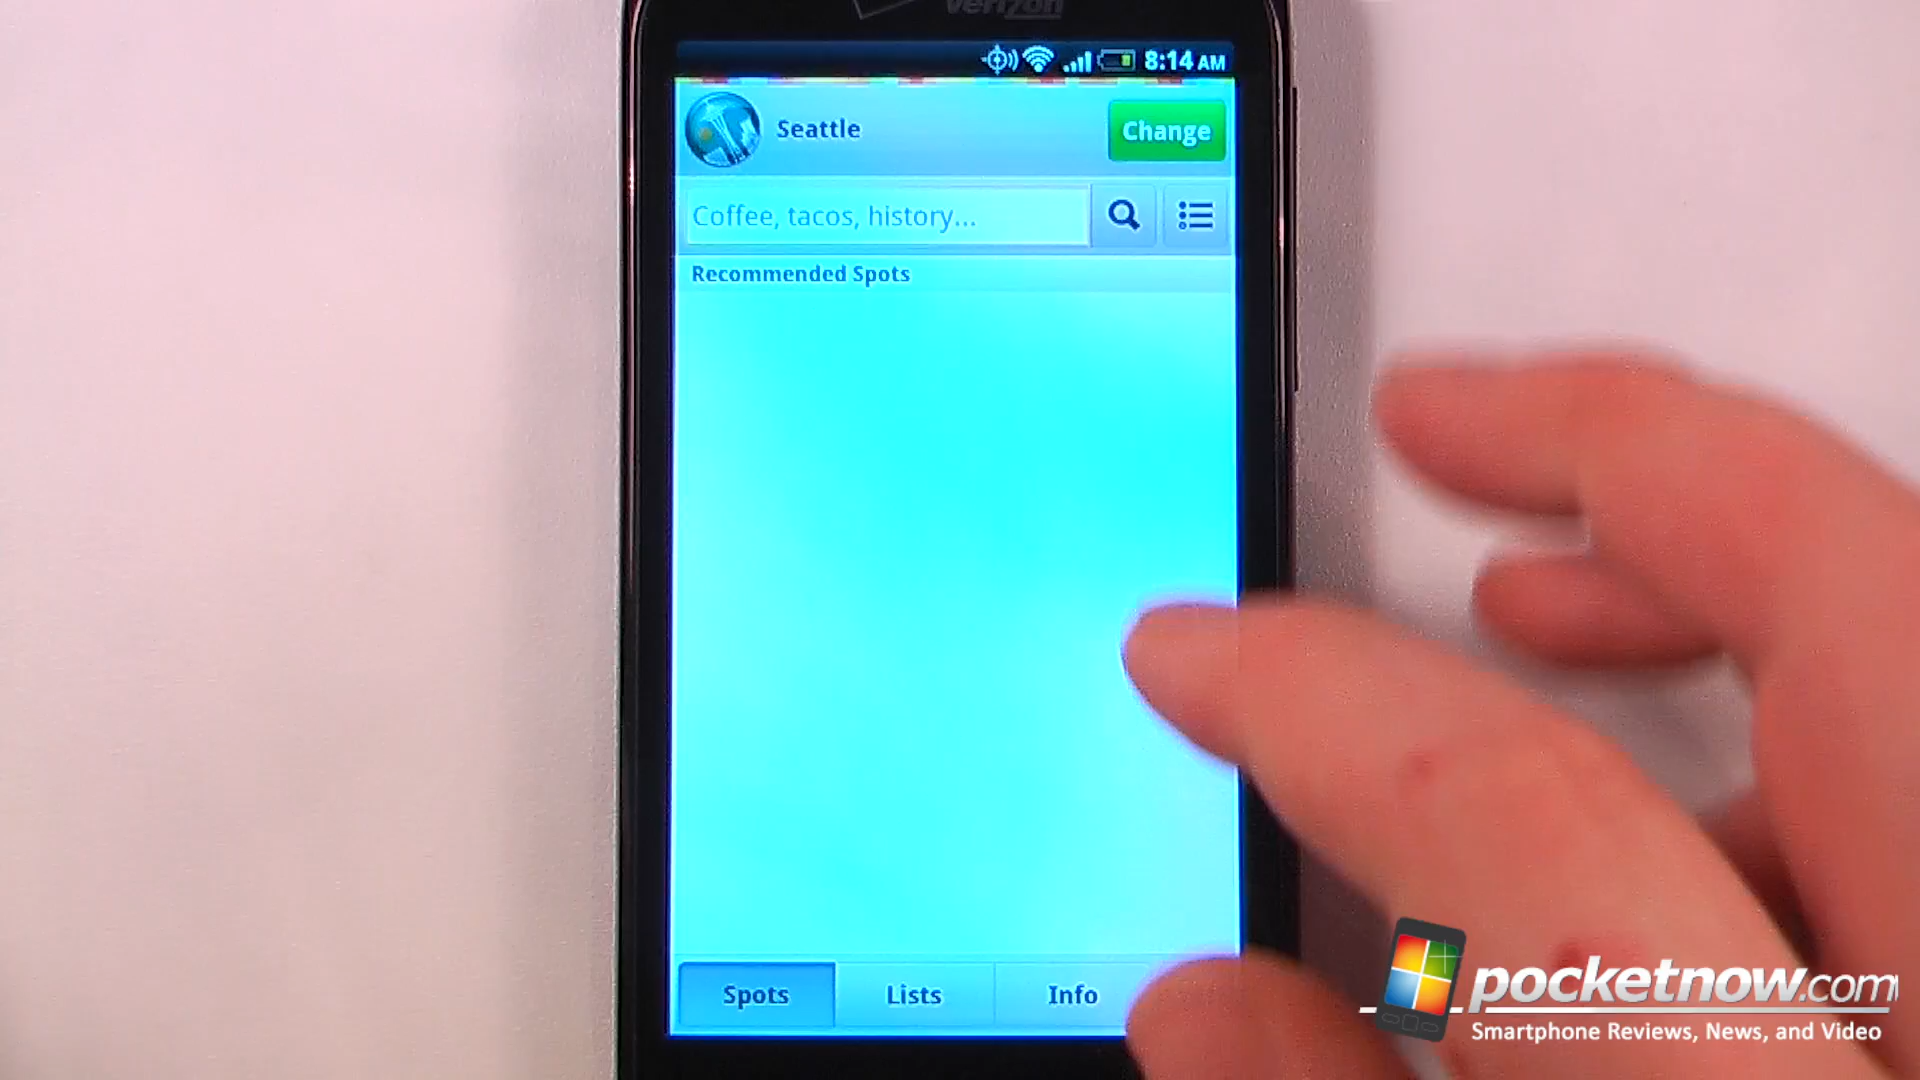 verizon
8:14 AM
Seattle
Change
Coffee, tacos, history...
Recommended Spots
Spots
Lists
Info
pocketnow.com
Smartphone Reviews, News, and Video